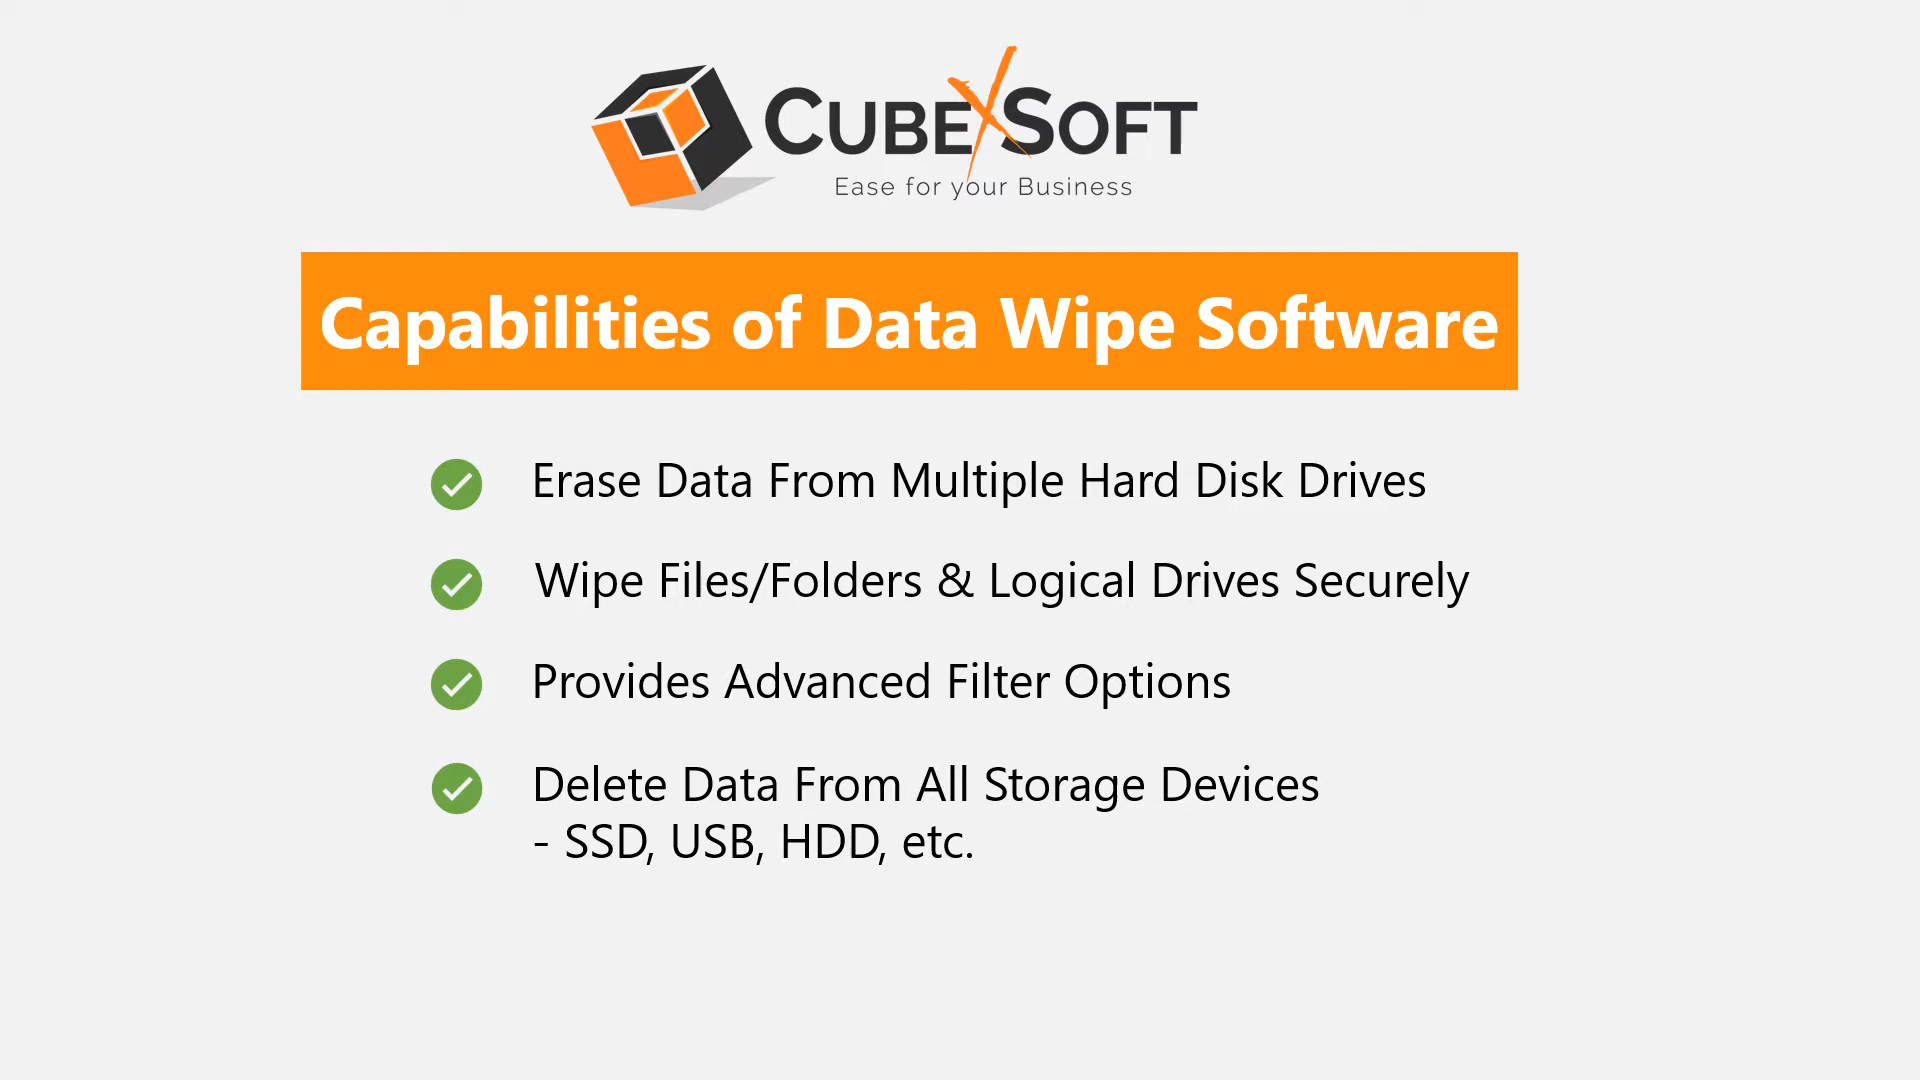 CUBEXSOFT
Ease for your Business
Capabilities of Data Wipe Software
Erase Data From Multiple Hard Disk Drives
Wipe Files/Folders & Logical Drives Securely
Provides Advanced Filter Options
Delete Data From All Storage Devices
- SSD, USB, HDD, etc.